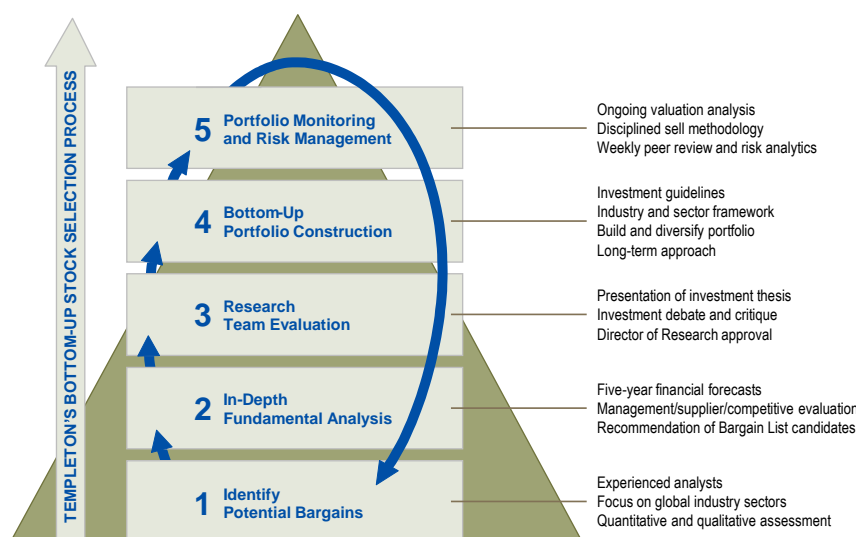 TEMPLETON'S BOTTOM-UP STOCK SELECTION PROCESS
5 Portfolio Monitoring
and Risk Management
Ongoing valuation analysis
Disciplined sell methodology
Weekly peer review and risk analytics
4 Bottom-Up
Portfolio Construction
Investment guidelines
Industry and sector framework
Build and diversify portfolio
Long-term approach
3 Research
Team Evaluation
Presentation of investment thesis
Investment debate and critique
Director of Research approval
2 In-Depth
Fundamental Analysis
Five-year financial forecasts
Management/supplier/competitive evaluation
Recommendation of Bargain List candidates
1 Identify
Potential Bargains
Experienced analysts
Focus on global industry sectors
Quantitative and qualitative assessment